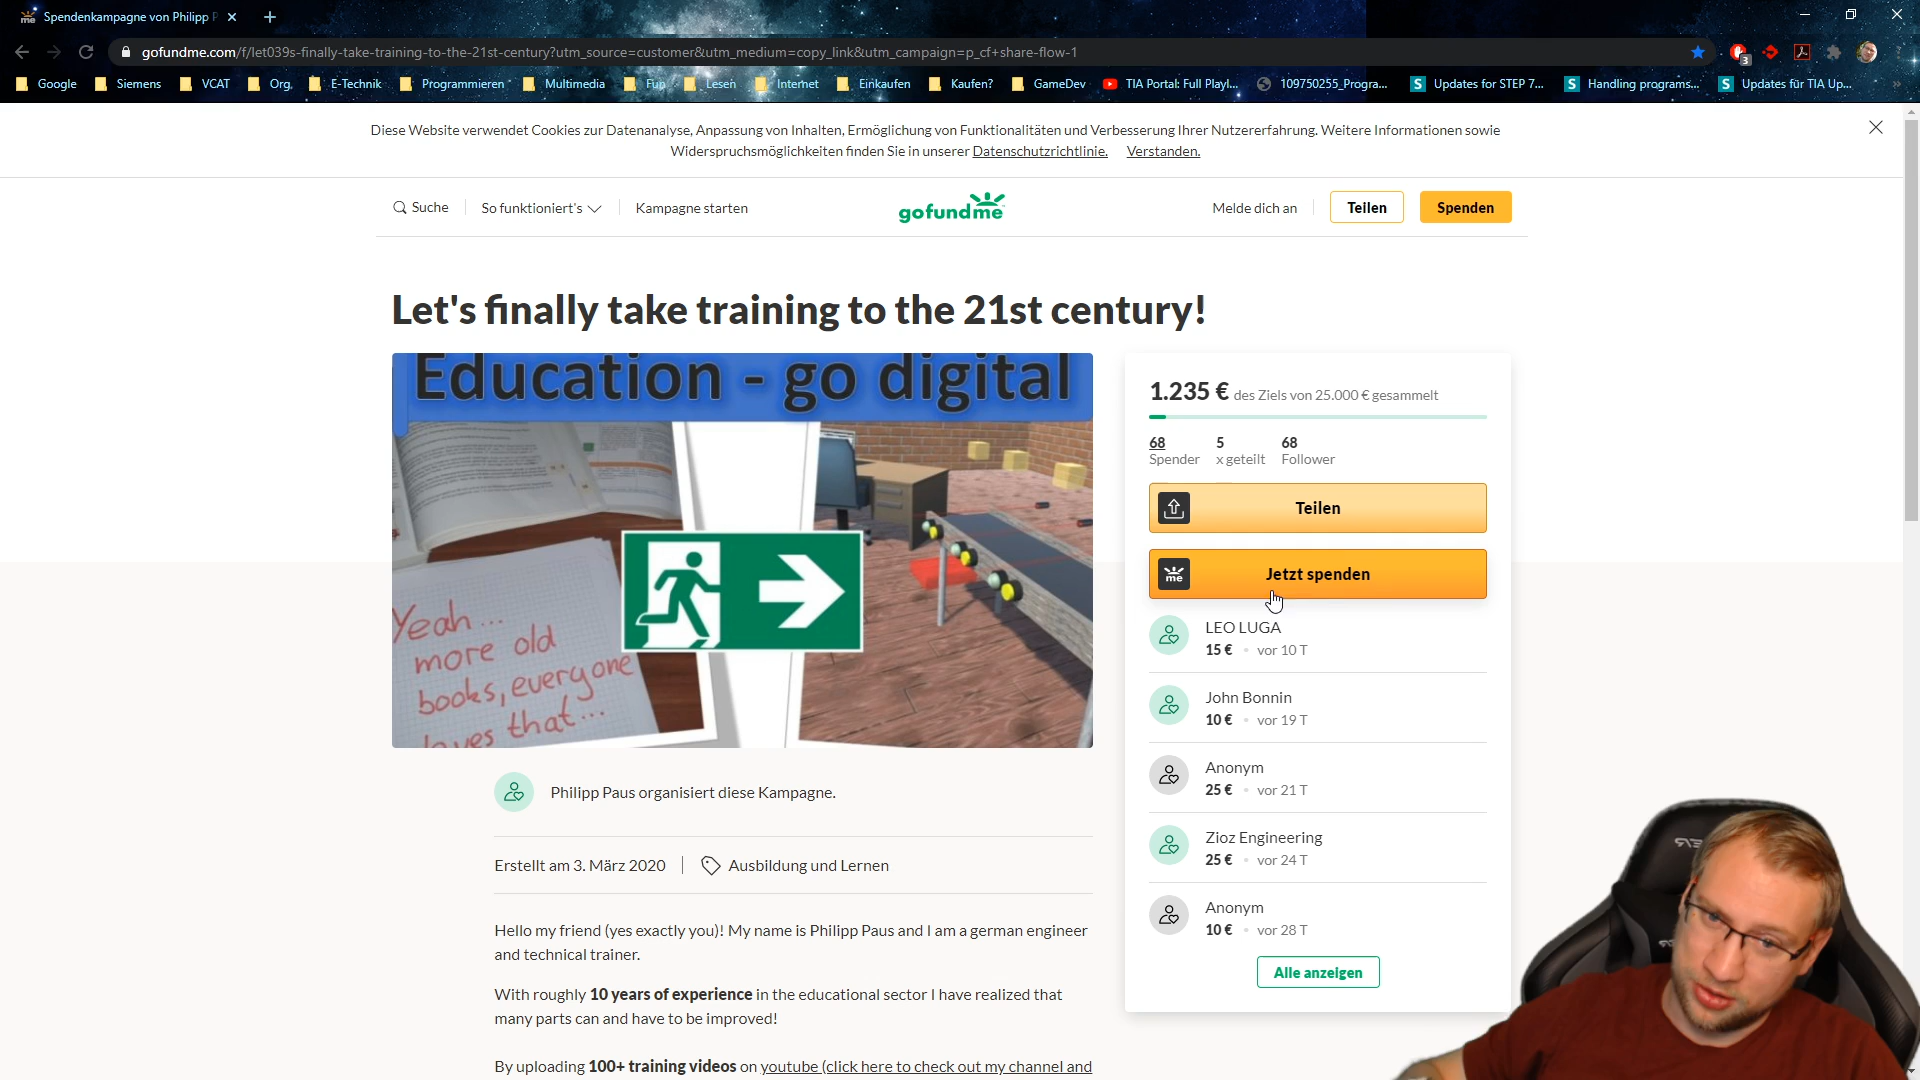 Spendenkampagne von Philipp P
gofundme.com/f/let039s-finally-take-training-to-the-21st-century?utm_source=customer&utm_medium=copy_link&utm_campaign=p_cf+share-flow-1
3
Google Siemens VCAT Org. E-Technik Programmieren Multimedia Fun Lesen Internet Einkaufen Kaufen? GameDev TIA Portal: Full Playl... 109750255_Progra... Updates for STEP 7... Handling programs... Updates für TIA Up...
Diese Website verwendet Cookies zur Datenanalyse, Anpassung von Inhalten, Ermöglichung von Funktionalitäten und Verbesserung Ihrer Nutzererfahrung. Weitere Informationen sowie
Widerspruchsmöglichkeiten finden Sie in unserer Datenschutzrichtlinie. Verstanden.
Suche So funktioniert's Kampagne starten gofundme Melde dich an Teilen Spenden
Let's finally take training to the 21st century!
Education - go digital
Yeah...
more old
books, everyone
loves that...
1.235 € des Ziels von 25.000 € gesammelt
68 5 68
Spender x geteilt Follower
Teilen
me Jetzt spenden
LEO LUGA
15 € • vor 10 T
John Bonnin
10 € • vor 19 T
Anonym
25 € • vor 21 T
Zioz Engineering
25 € • vor 24 T
Anonym
10 € • vor 28 T
Alle anzeigen
Philipp Paus organisiert diese Kampagne.
Erstellt am 3. März 2020 Ausbildung und Lernen
Hello my friend (yes exactly you)! My name is Philipp Paus and I am a german engineer
and technical trainer.
With roughly 10 years of experience in the educational sector I have realized that
many parts can and have to be improved!
By uploading 100+ training videos on youtube (click here to check out my channel and